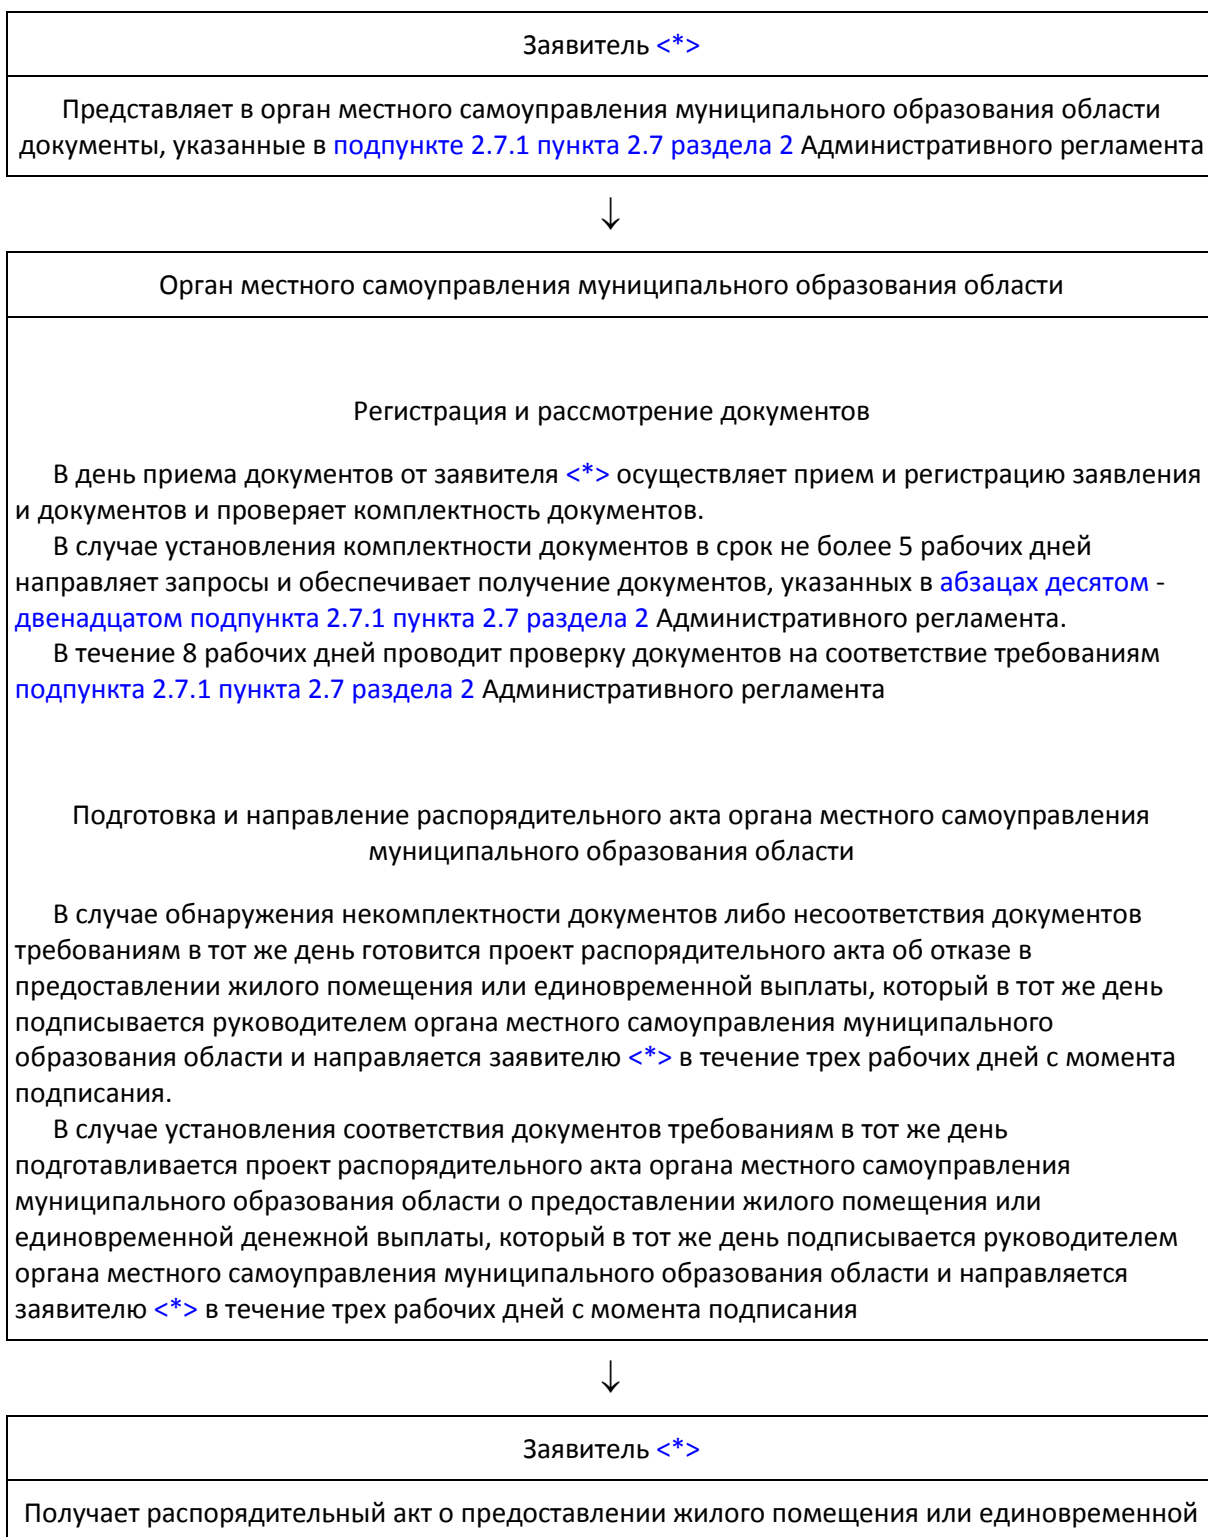 Заявитель <*>
Представляет в орган местного самоуправления муниципального образования области
документы, указанные в подпункте 2.7.1 пункта 2.7 раздела 2 Административного регламента
↓
Орган местного самоуправления муниципального образования области
Регистрация и рассмотрение документов
В день приема документов от заявителя <*> осуществляет прием и регистрацию заявления
и документов и проверяет комплектность документов.
В случае установления комплектности документов в срок не более 5 рабочих дней
направляет запросы и обеспечивает получение документов, указанных в абзацах десятом -
двенадцатом подпункта 2.7.1 пункта 2.7 раздела 2 Административного регламента.
В течение 8 рабочих дней проводит проверку документов на соответствие требованиям
подпункта 2.7.1 пункта 2.7 раздела 2 Административного регламента
Подготовка и направление распорядительного акта органа местного самоуправления
муниципального образования области
В случае обнаружения некомплектности документов либо несоответствия документов
требованиям в тот же день готовится проект распорядительного акта об отказе в
предоставлении жилого помещения или единовременной выплаты, который в тот же день
подписывается руководителем органа местного самоуправления муниципального
образования области и направляется заявителю <*> в течение трех рабочих дней с момента
подписания.
В случае установления соответствия документов требованиям в тот же день
подготавливается проект распорядительного акта органа местного самоуправления
муниципального образования области о предоставлении жилого помещения или
единовременной денежной выплаты, который в тот же день подписывается руководителем
органа местного самоуправления муниципального образования области и направляется
заявителю <*> в течение трех рабочих дней с момента подписания
↓
Заявитель <*>
Получает распорядительный акт о предоставлении жилого помещения или единовременной